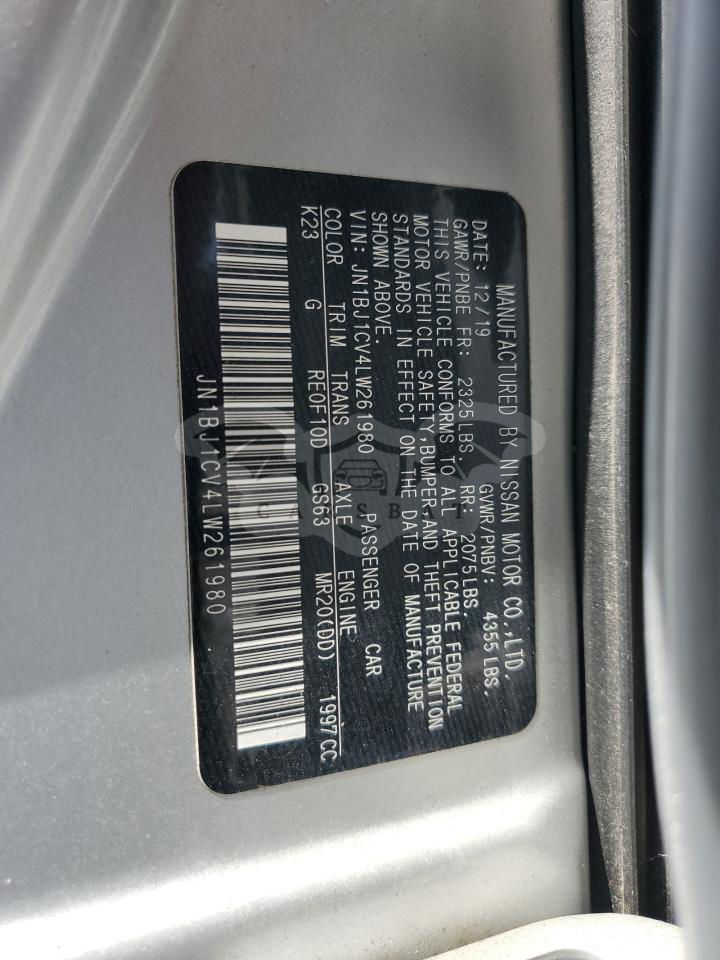 MANUFACTURED BY NISSAN MOTOR CO.,LTD.
DATE: 12/19 GVWR/PNBV: 4355 LBS.
GAWR/PNBE FR: 2325 LBS RR: 2075 LBS.
THIS VEHICLE CONFORMS TO ALL APPLICABLE FEDERAL
MOTOR VEHICLE SAFETY,BUMPER AND THEFT PREVENTION
STANDARDS IN EFFECT ON THE DATE OF MANUFACTURE
SHOWN ABOVE.
VIN: JN1BJ1CV4LW261980 PASSENGER CAR
COLOR TRIM TRANS AXLE ENGINE
K23 G RE0F10D GS63 MR20(DD) 1997CC
JN1BJ1CV4LW261980